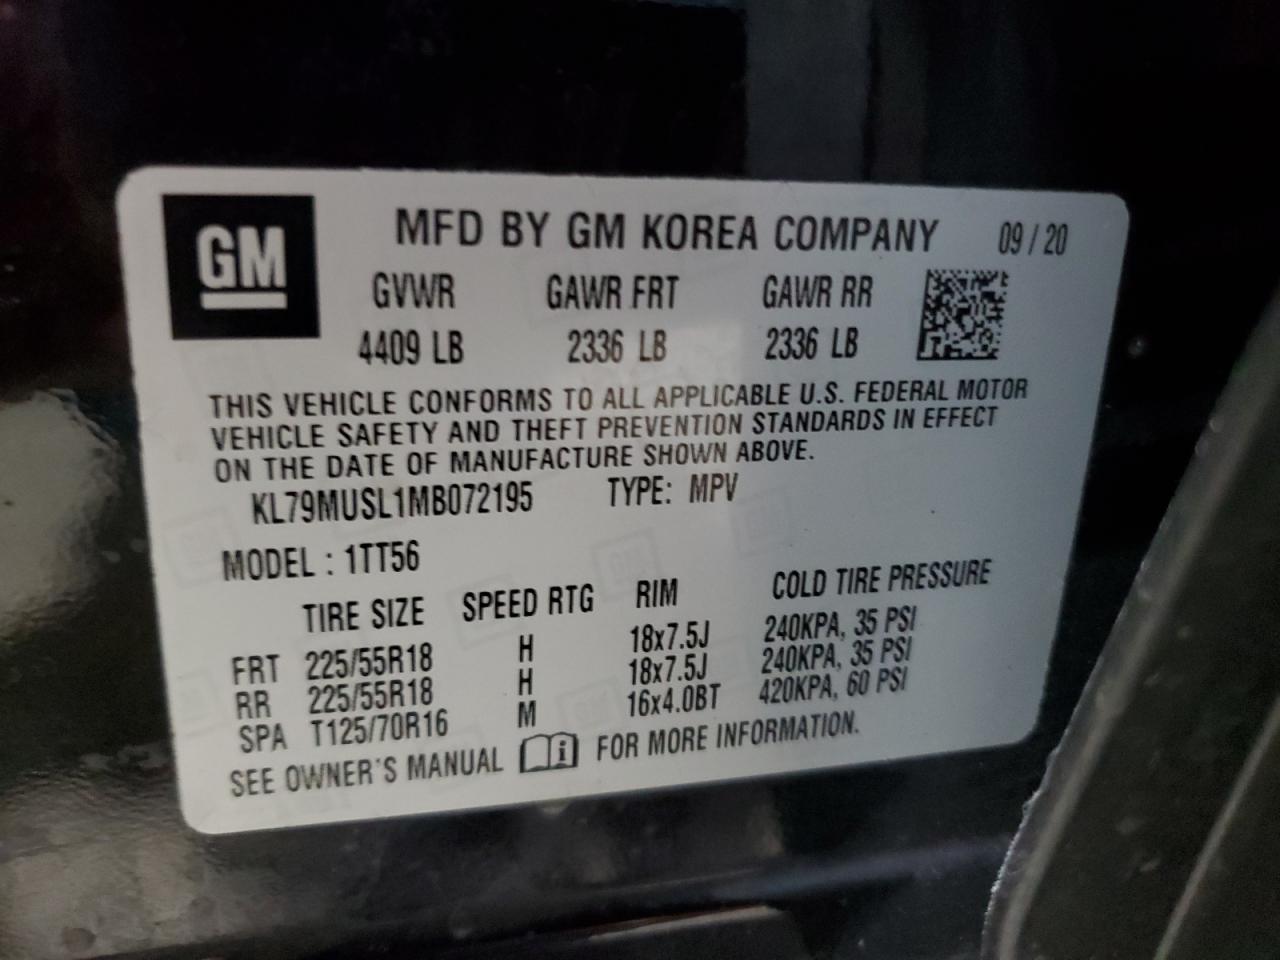 GM
MFD BY GM KOREA COMPANY 09 / 20
GVWR GAWR FRT GAWR RR
4409 LB 2336 LB 2336 LB
THIS VEHICLE CONFORMS TO ALL APPLICABLE U.S. FEDERAL MOTOR
VEHICLE SAFETY AND THEFT PREVENTION STANDARDS IN EFFECT
ON THE DATE OF MANUFACTURE SHOWN ABOVE.
KL79MUSL1MB072195 TYPE: MPV
MODEL : 1TT56
TIRE SIZE SPEED RTG RIM COLD TIRE PRESSURE
FRT 225/55R18 H 18x7.5J 240KPA, 35 PSI
RR 225/55R18 H 18x7.5J 240KPA, 35 PSI
SPA T125/70R16 M 16x4.0BT 420KPA, 60 PSI
SEE OWNER'S MANUAL i FOR MORE INFORMATION.